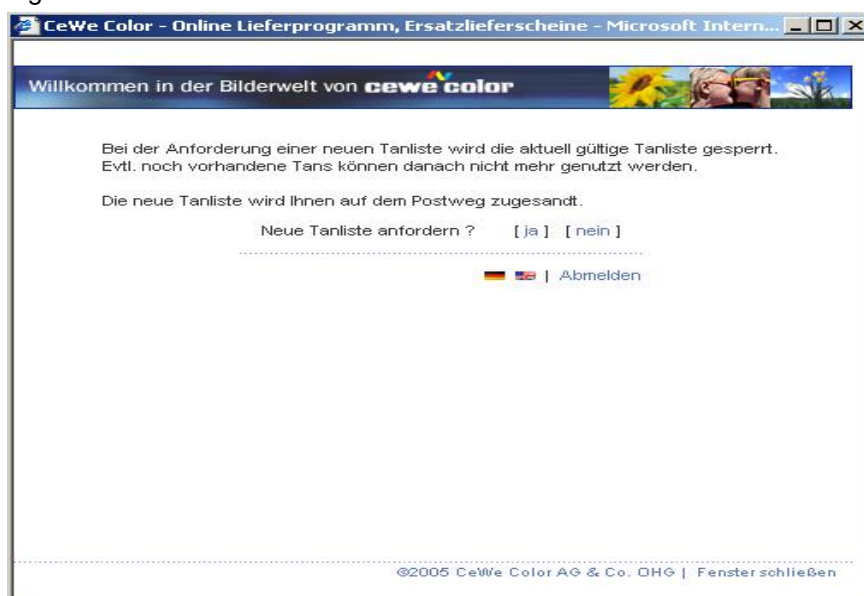 CeWe Color - Online Lieferprogramm, Ersatzlieferscheine - Microsoft Intern...
Willkommen in der Bilderwelt von cewe color
Bei der Anforderung einer neuen Tanliste wird die aktuell gültige Tanliste gesperrt.
Evtl. noch vorhandene Tans können danach nicht mehr genutzt werden.
Die neue Tanliste wird Ihnen auf dem Postweg zugesandt.
Neue Tanliste anfordern ? [ ja ] [ nein ]
| Abmelden
©2005 CeWe Color AG & Co. OHG | Fenster schließen